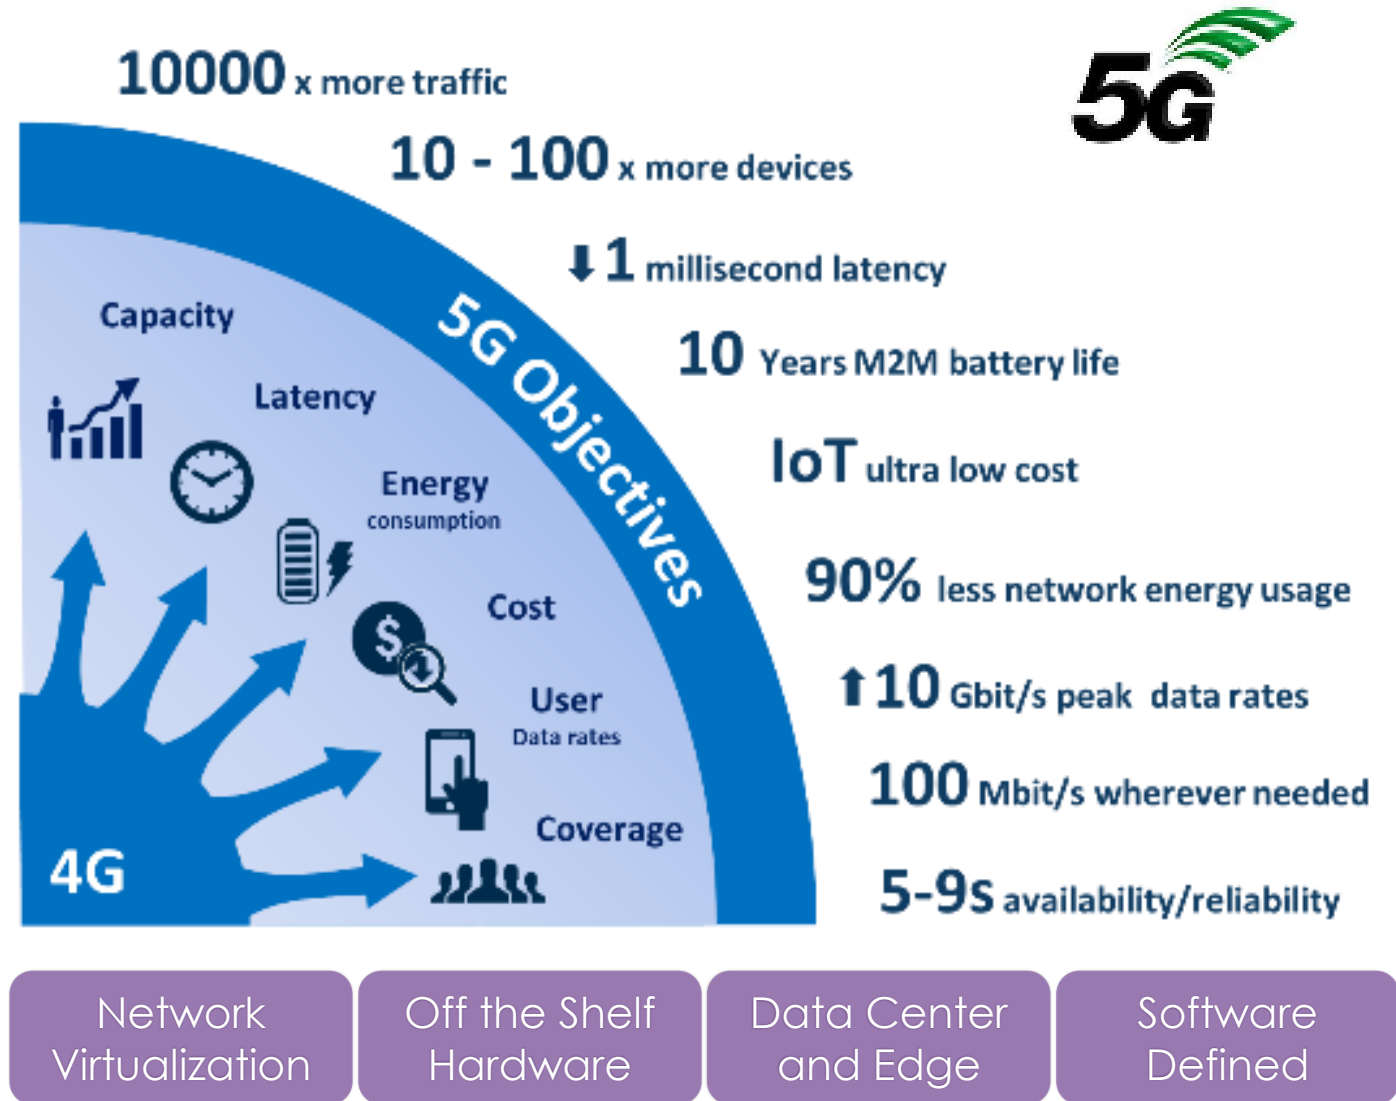 5G
10000 x more traffic
10 - 100 x more devices
1 millisecond latency
10 Years M2M battery life
IoT ultra low cost
90% less network energy usage
10 Gbit/s peak data rates
100 Mbit/s wherever needed
5-9s availability/reliability
5G Objectives
Capacity
Latency
Energy
consumption
Cost
$
User
Data rates
Coverage
4G
Network
Virtualization
Off the Shelf
Hardware
Data Center
and Edge
Software
Defined